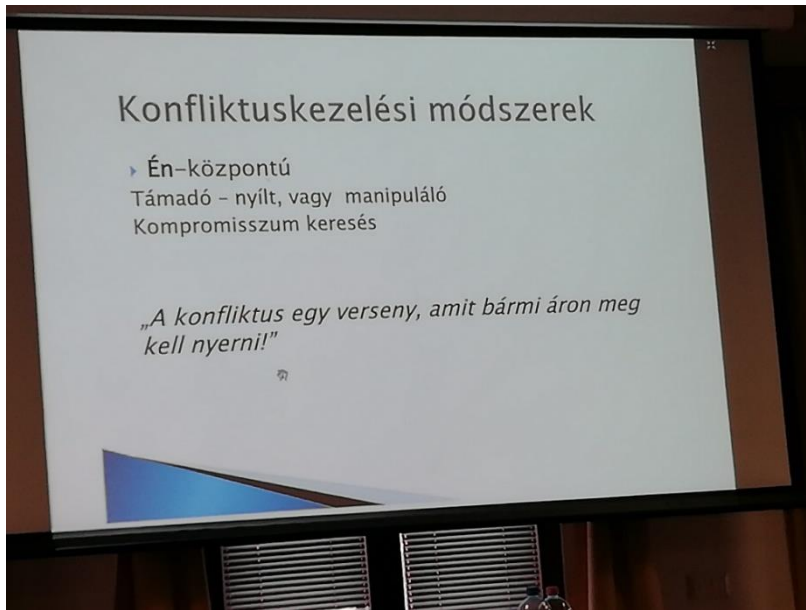 Konfliktuskezelési módszerek
Én-központú
Támadó – nyílt, vagy manipuláló
Kompromisszum keresés
„A konfliktus egy verseny, amit bármi áron meg
kell nyerni!”